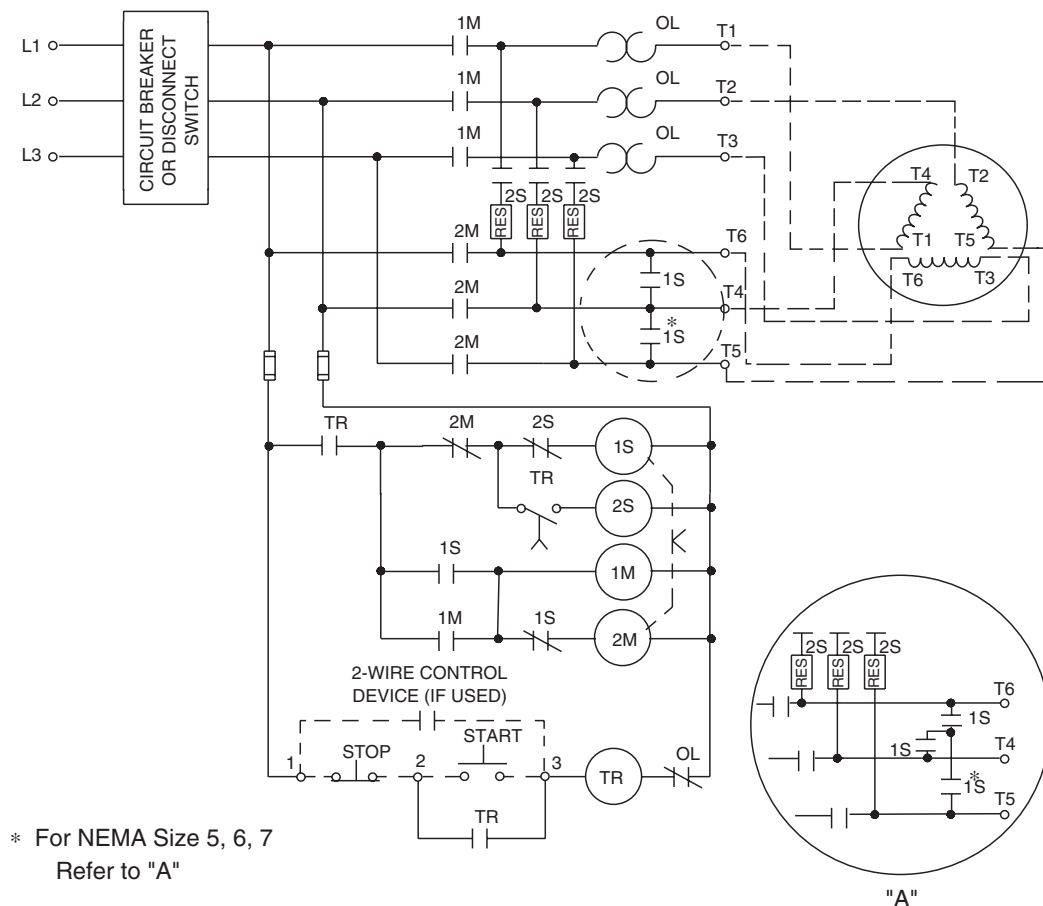 1M
OL
T1
L1
1M
OL
T2
L2
1M
OL
T3
L3
CIRCUIT BREAKER
OR DISCONNECT
SWITCH
2S
2S
2S
RES
RES
RES
T4
T2
T1
T5
T6
T3
2M
T6
1S
2M
T4
*
1S
2M
T5
TR
2M
2S
1S
TR
2S
1S
1M
1M
1S
2M
2-WIRE CONTROL
DEVICE (IF USED)
1
STOP
2
START
3
TR
OL
TR
2S
2S
2S
RES
RES
RES
T6
1S
1S
T4
*
1S
T5
"A"
* For NEMA Size 5, 6, 7
Refer to "A"